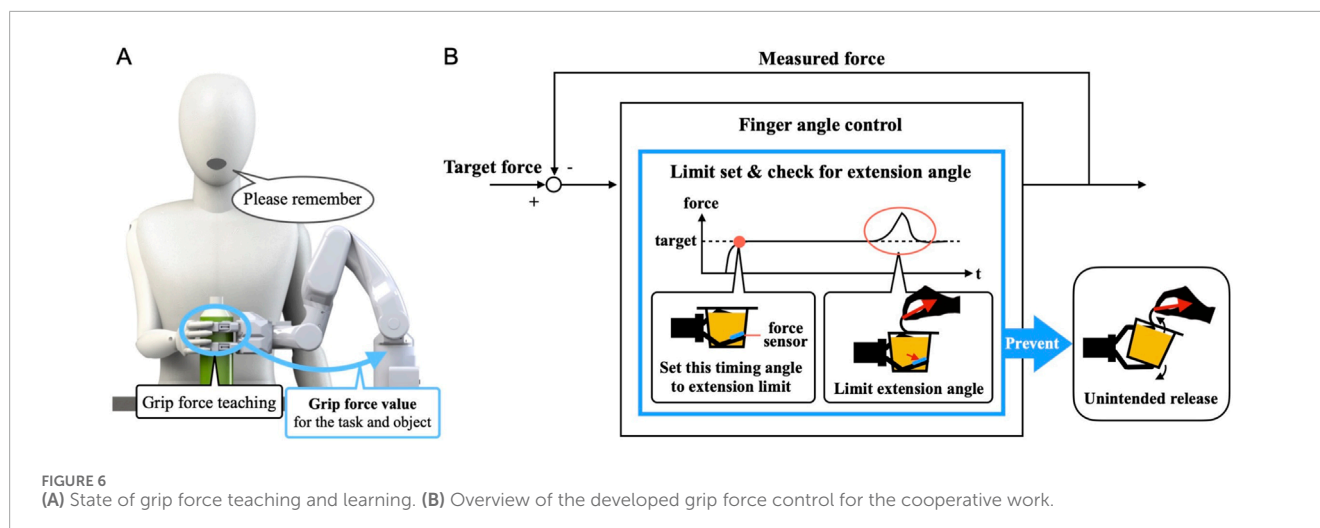 A
B
Please remember
Grip force teaching
Grip force value
for the task and object
Measured force
Target force
-
+
Finger angle control
Limit set & check for extension angle
force
target
t
force
sensor
Set this timing angle
to extension limit
Limit extension angle
Prevent
Unintended release
FIGURE 6
(A) State of grip force teaching and learning. (B) Overview of the developed grip force control for the cooperative work.